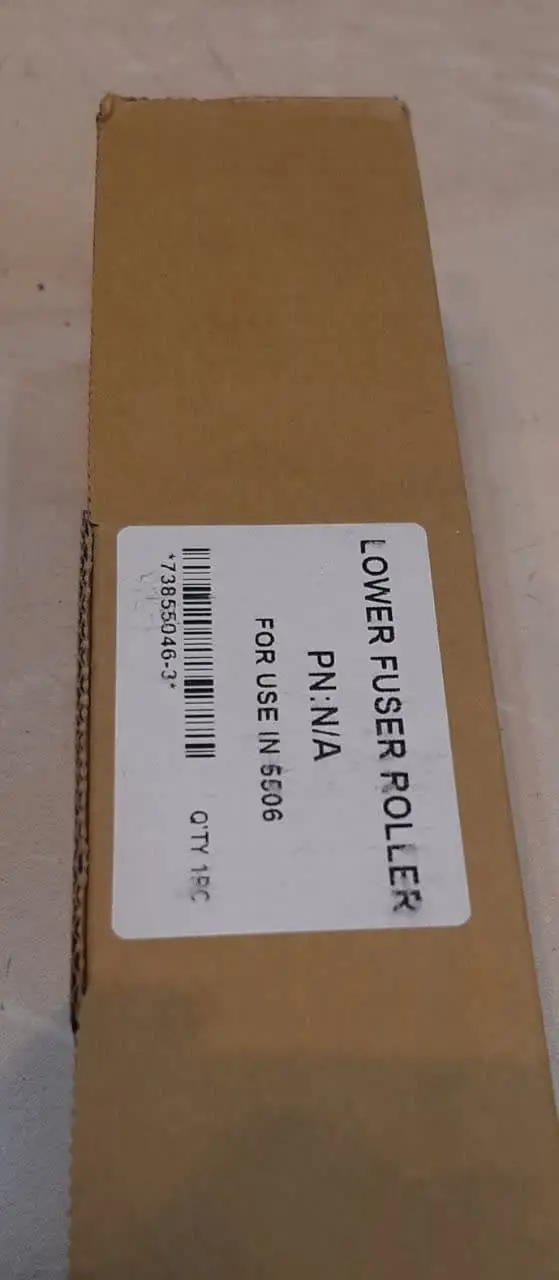 LOWER FUSER ROLLER
PN:N/A
FOR USE IN 5506
Q'TY 1PC
*73855046-3*